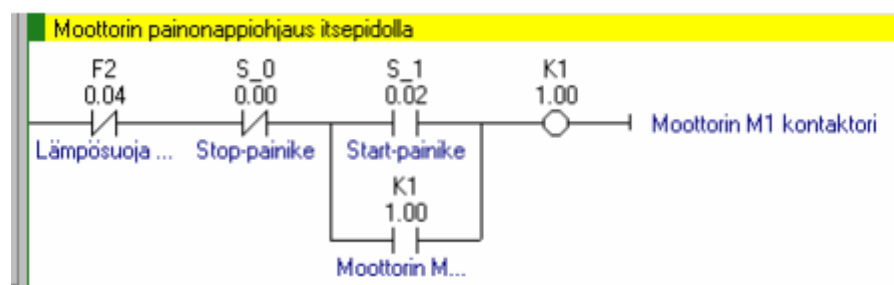 Moottorin painonappiohjaus itsepidolla
F2 S_0 S_1 K1
0.04 0.00 0.02 1.00
Moottorin M1 kontaktori
Lämpösuoja ... Stop-painike Start-painike
K1
1.00
Moottorin M...